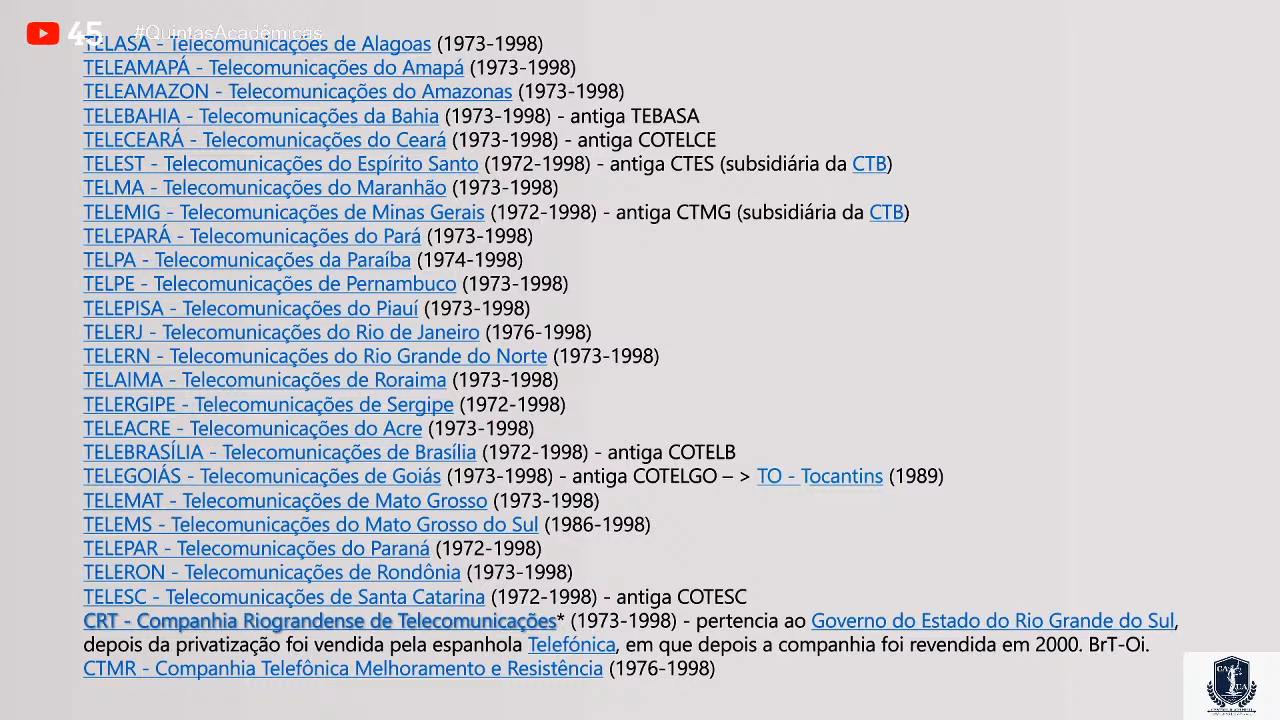 45 #QuintasAcadêmicas
TELASA - Telecomunicações de Alagoas (1973-1998)
TELEAMAPÁ - Telecomunicações do Amapá (1973-1998)
TELEAMAZON - Telecomunicações do Amazonas (1973-1998)
TELEBAHIA - Telecomunicações da Bahia (1973-1998) - antiga TEBASA
TELECEARÁ - Telecomunicações do Ceará (1973-1998) - antiga COTELCE
TELEST - Telecomunicações do Espírito Santo (1972-1998) - antiga CTES (subsidiária da CTB)
TELMA - Telecomunicações do Maranhão (1973-1998)
TELEMIG - Telecomunicações de Minas Gerais (1972-1998) - antiga CTMG (subsidiária da CTB)
TELEPARÁ - Telecomunicações do Pará (1973-1998)
TELPA - Telecomunicações da Paraíba (1974-1998)
TELPE - Telecomunicações de Pernambuco (1973-1998)
TELEPISA - Telecomunicações do Piauí (1973-1998)
TELERJ - Telecomunicações do Rio de Janeiro (1976-1998)
TELERN - Telecomunicações do Rio Grande do Norte (1973-1998)
TELAIMA - Telecomunicações de Roraima (1973-1998)
TELERGIPE - Telecomunicações de Sergipe (1972-1998)
TELEACRE - Telecomunicações do Acre (1973-1998)
TELEBRASÍLIA - Telecomunicações de Brasília (1972-1998) - antiga COTELB
TELEGOIÁS - Telecomunicações de Goiás (1973-1998) - antiga COTELGO – > TO - Tocantins (1989)
TELEMAT - Telecomunicações de Mato Grosso (1973-1998)
TELEMS - Telecomunicações do Mato Grosso do Sul (1986-1998)
TELEPAR - Telecomunicações do Paraná (1972-1998)
TELERON - Telecomunicações de Rondônia (1973-1998)
TELESC - Telecomunicações de Santa Catarina (1972-1998) - antiga COTESC
CRT - Companhia Riograndense de Telecomunicações* (1973-1998) - pertencia ao Governo do Estado do Rio Grande do Sul,
depois da privatização foi vendida pela espanhola Telefónica, em que depois a companhia foi revendida em 2000. BrT-Oi.
CTMR - Companhia Telefônica Melhoramento e Resistência (1976-1998)